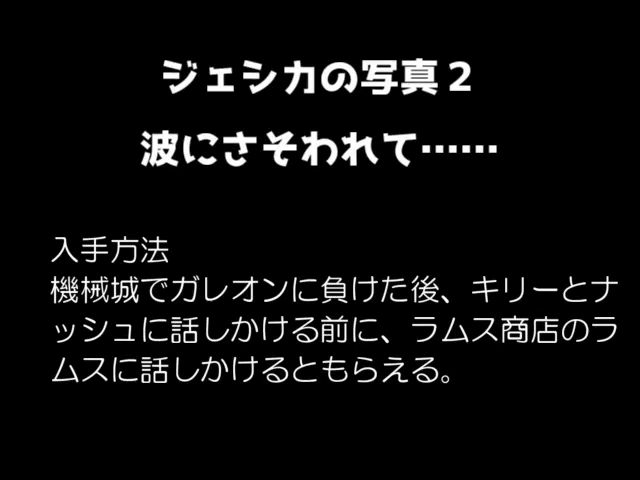 ジェシカの写真２
波にさそわれて……
入手方法
機械城でガレオンに負けた後、キリーとナ
ッシュに話しかける前に、ラムス商店のラ
ムスに話しかけるともらえる。